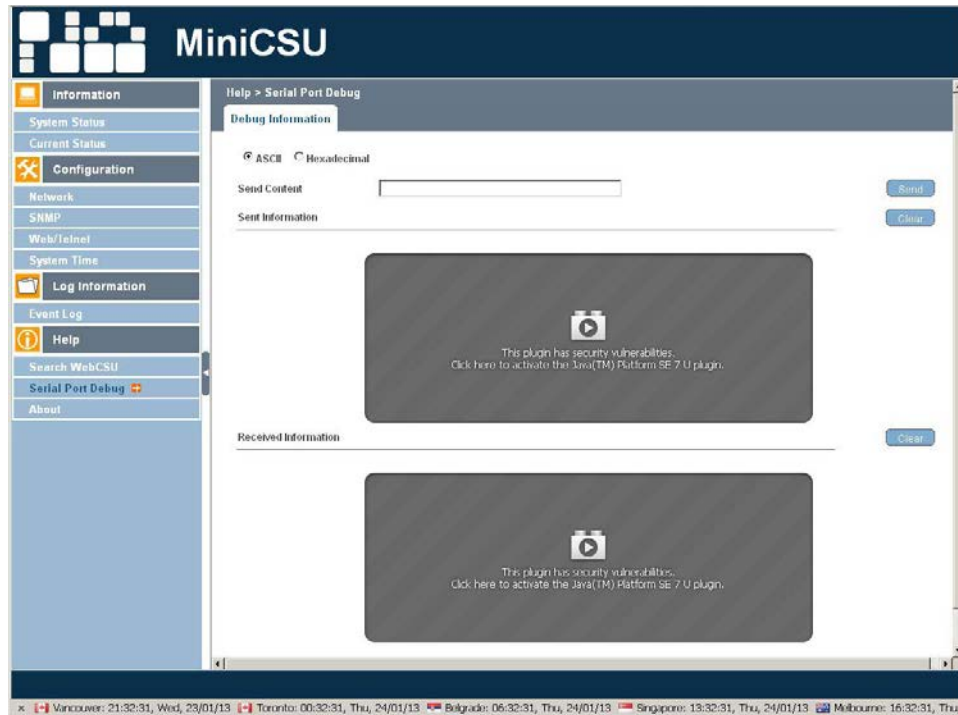 MiniCSU
Information
System Status
Current Status
Configuration
Network
SNMP
Web/Telnet
System Time
Log Information
Event Log
Help
Search WebCSU
Serial Port Debug
About
Help > Serial Port Debug
Debug Information
ASCII Hexadecimal
Send Content Send
Sent Information Clear
This plugin has security vulnerabilities.
Click here to activate the Java(TM) Platform SE 7 U plugin.
Received Information Clear
This plugin has security vulnerabilities.
Click here to activate the Java(TM) Platform SE 7 U plugin.
x Vancouver: 21:32:31, Wed, 23/01/13 Toronto: 00:32:31, Thu, 24/01/13 Belgrade: 06:32:31, Thu, 24/01/13 Singapore: 13:32:31, Thu, 24/01/13 Melbourne: 16:32:31, Thu